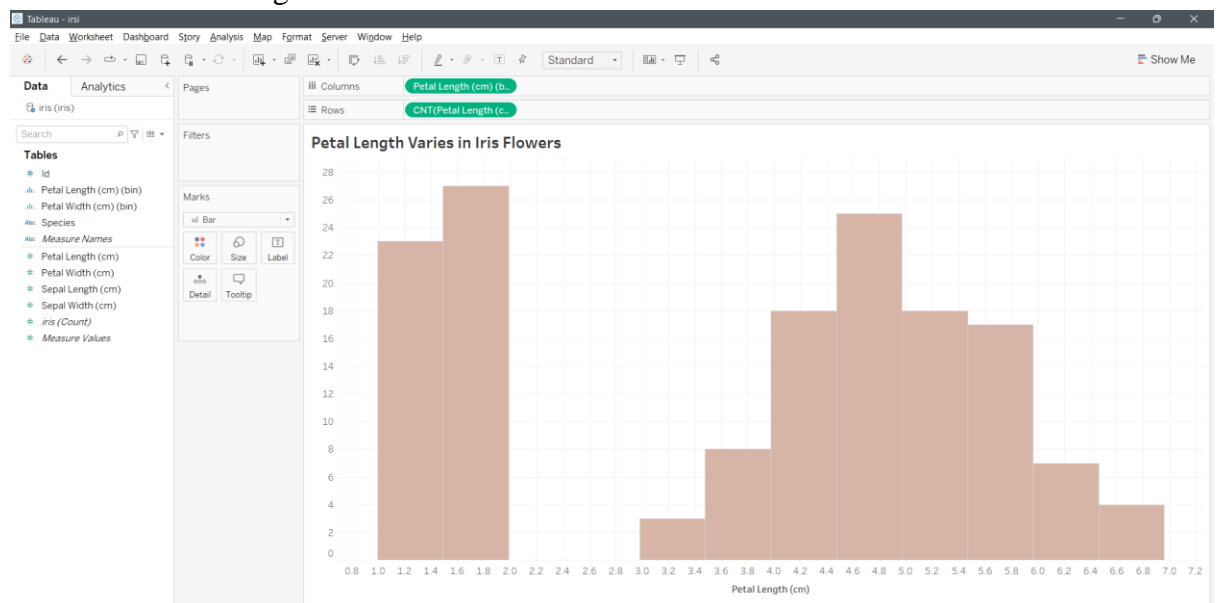 Tableau - irsi
File Data Worksheet Dashboard Story Analysis Map Format Server Window Help
Standard
Show Me
Data Analytics
Pages
Columns
Petal Length (cm) (b..
iris (iris)
Rows
CNT(Petal Length (c..
Search
Filters
Petal Length Varies in Iris Flowers
Tables
Id
Petal Length (cm) (bin)
Petal Width (cm) (bin)
Abc Species
Abc Measure Names
Petal Length (cm)
Petal Width (cm)
Sepal Length (cm)
Sepal Width (cm)
iris (Count)
Measure Values
Marks
Bar
Color Size Label
Detail Tooltip
28
26
24
22
20
18
16
14
12
10
8
6
4
2
0
0.8 1.0 1.2 1.4 1.6 1.8 2.0 2.2 2.4 2.6 2.8 3.0 3.2 3.4 3.6 3.8 4.0 4.2 4.4 4.6 4.8 5.0 5.2 5.4 5.6 5.8 6.0 6.2 6.4 6.6 6.8 7.0 7.2
Petal Length (cm)